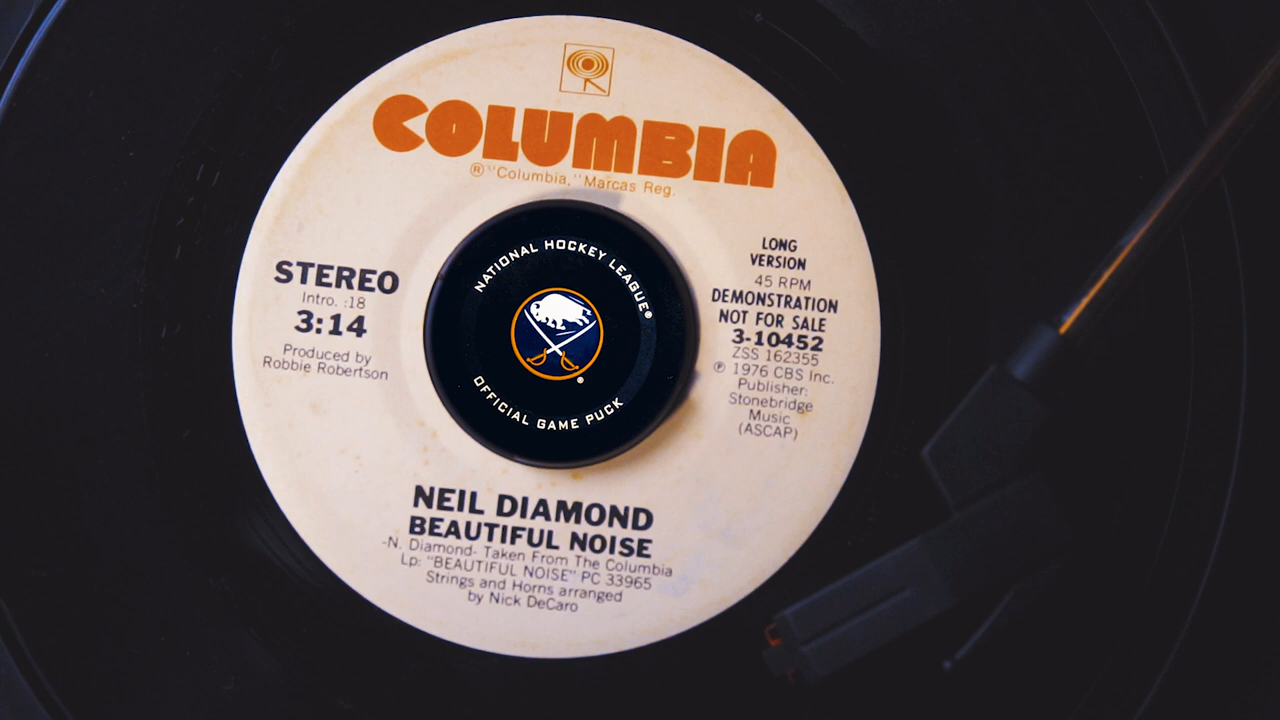 COLUMBIA
® "Columbia," Marcas Reg.
STEREO
Intro. :18
3:14
Produced by
Robbie Robertson
NATIONAL HOCKEY LEAGUE®
®
OFFICIAL GAME PUCK
LONG
VERSION
45 RPM
DEMONSTRATION
NOT FOR SALE
3-10452
ZSS 162355
℗ 1976 CBS Inc.
Publisher:
Stonebridge
Music
(ASCAP)
NEIL DIAMOND
BEAUTIFUL NOISE
-N. Diamond- Taken From The Columbia
Lp: "BEAUTIFUL NOISE" PC 33965
Strings and Horns arranged
by Nick DeCaro